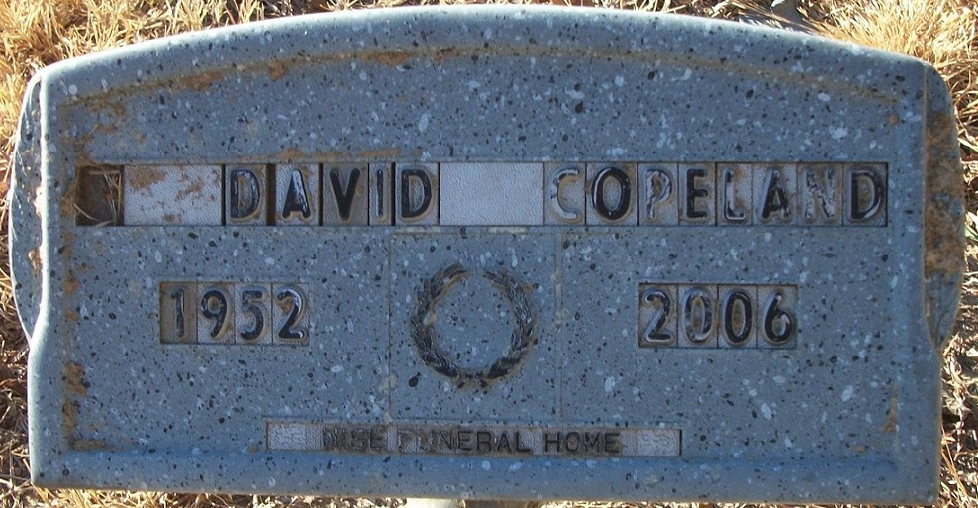 DAVID COPELAND
1952 2006
FUNERAL HOME